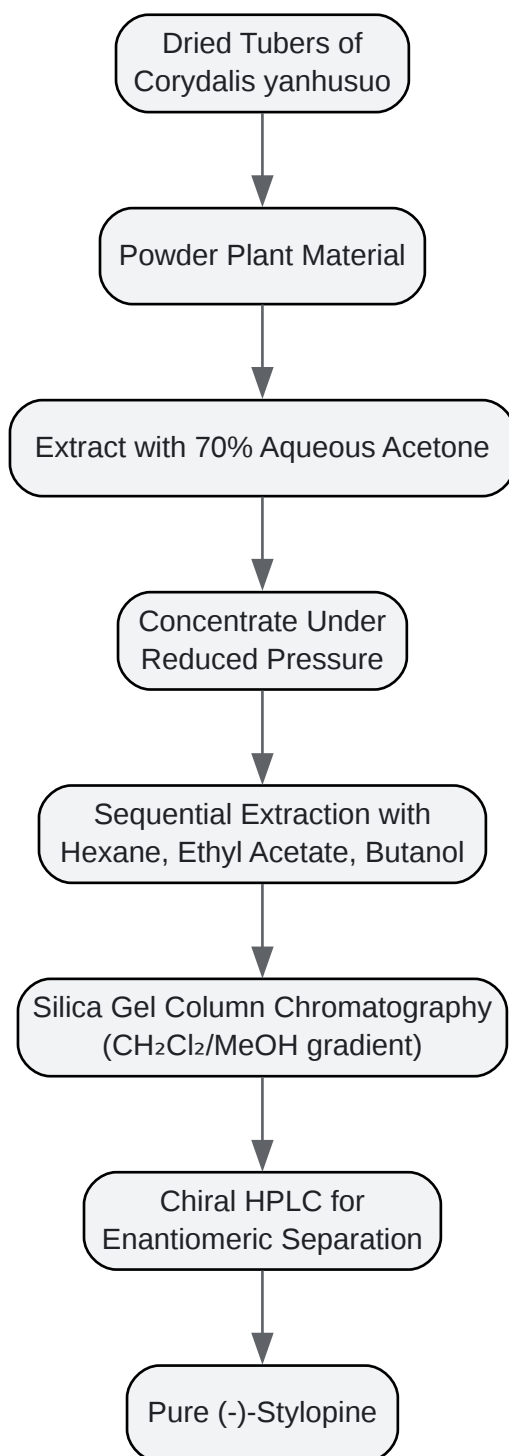 Dried Tubers of
Corydalis yanhusuo
Powder Plant Material
Extract with 70% Aqueous Acetone
Concentrate Under
Reduced Pressure
Sequential Extraction with
Hexane, Ethyl Acetate, Butanol
Silica Gel Column Chromatography
(CH₂Cl₂/MeOH gradient)
Chiral HPLC for
Enantiomeric Separation
Pure (-)-Stylopine